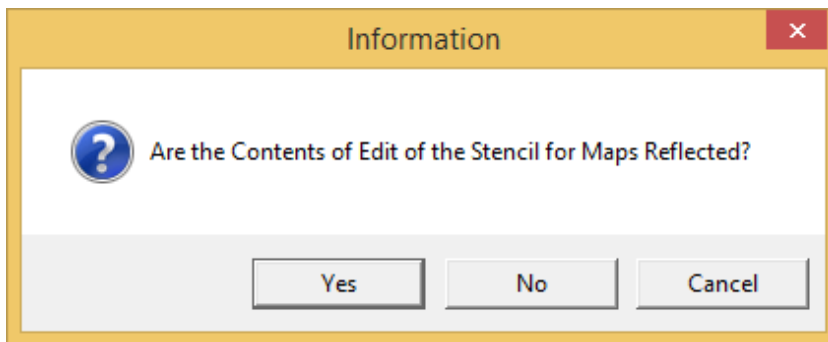 Information
Are the Contents of Edit of the Stencil for Maps Reflected?
Yes No Cancel